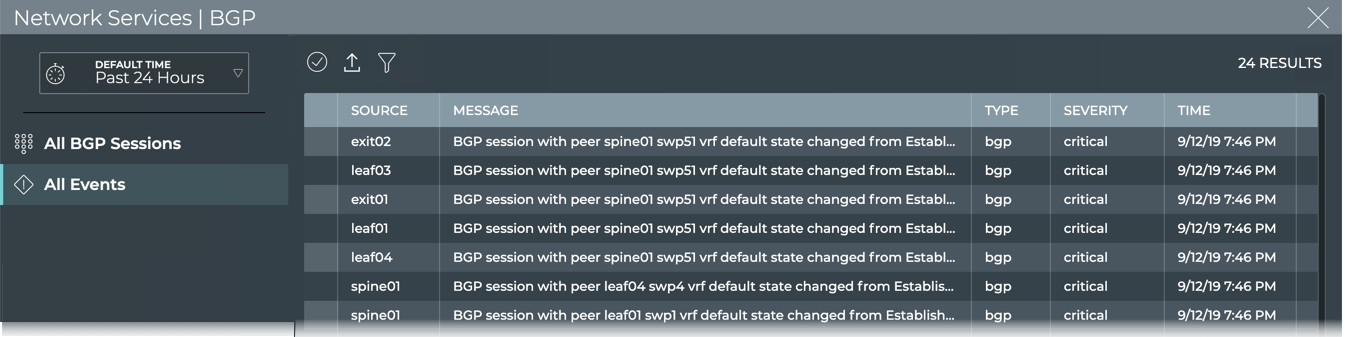 Network Services | BGP
DEFAULT TIME
Past 24 Hours
All BGP Sessions
All Events
24 RESULTS
SOURCE MESSAGE TYPE SEVERITY TIME
exit02 BGP session with peer spine01 swp51 vrf default state changed from Establ... bgp critical 9/12/19 7:46 PM
leaf03 BGP session with peer spine01 swp51 vrf default state changed from Establ... bgp critical 9/12/19 7:46 PM
exit01 BGP session with peer spine01 swp51 vrf default state changed from Establ... bgp critical 9/12/19 7:46 PM
leaf01 BGP session with peer spine01 swp51 vrf default state changed from Establ... bgp critical 9/12/19 7:46 PM
leaf04 BGP session with peer spine01 swp51 vrf default state changed from Establ... bgp critical 9/12/19 7:46 PM
spine01 BGP session with peer leaf04 swp4 vrf default state changed from Establis... bgp critical 9/12/19 7:46 PM
spine01 BGP session with peer leaf01 swp1 vrf default state changed from Establish... bgp critical 9/12/19 7:46 PM